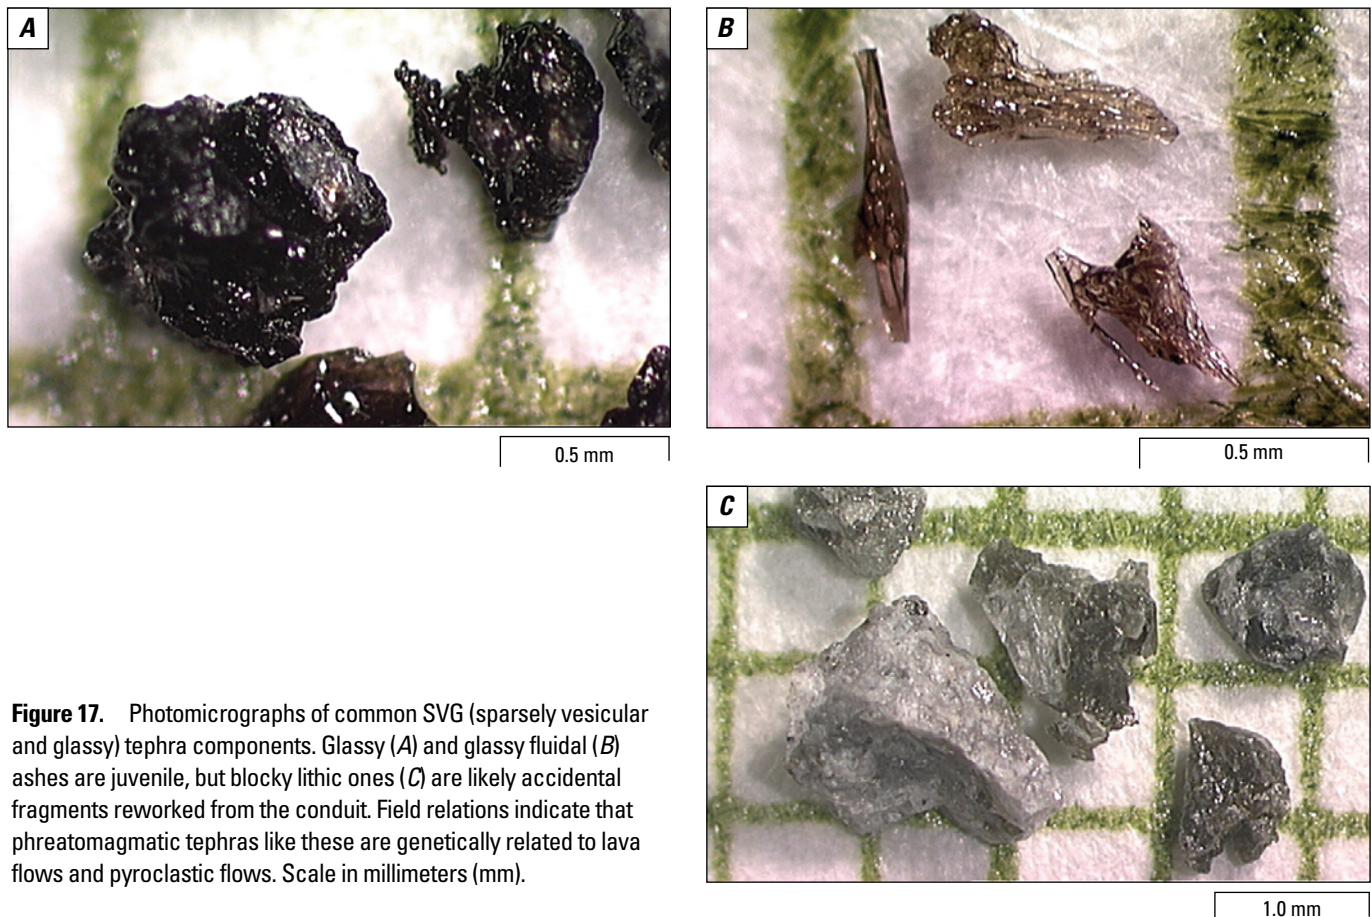 A
B
0.5 mm
0.5 mm
C
Figure 17. Photomicrographs of common SVG (sparsely vesicular
and glassy) tephra components. Glassy (A) and glassy fluidal (B)
ashes are juvenile, but blocky lithic ones (C) are likely accidental
fragments reworked from the conduit. Field relations indicate that
phreatomagmatic tephras like these are genetically related to lava
flows and pyroclastic flows. Scale in millimeters (mm).
1.0 mm